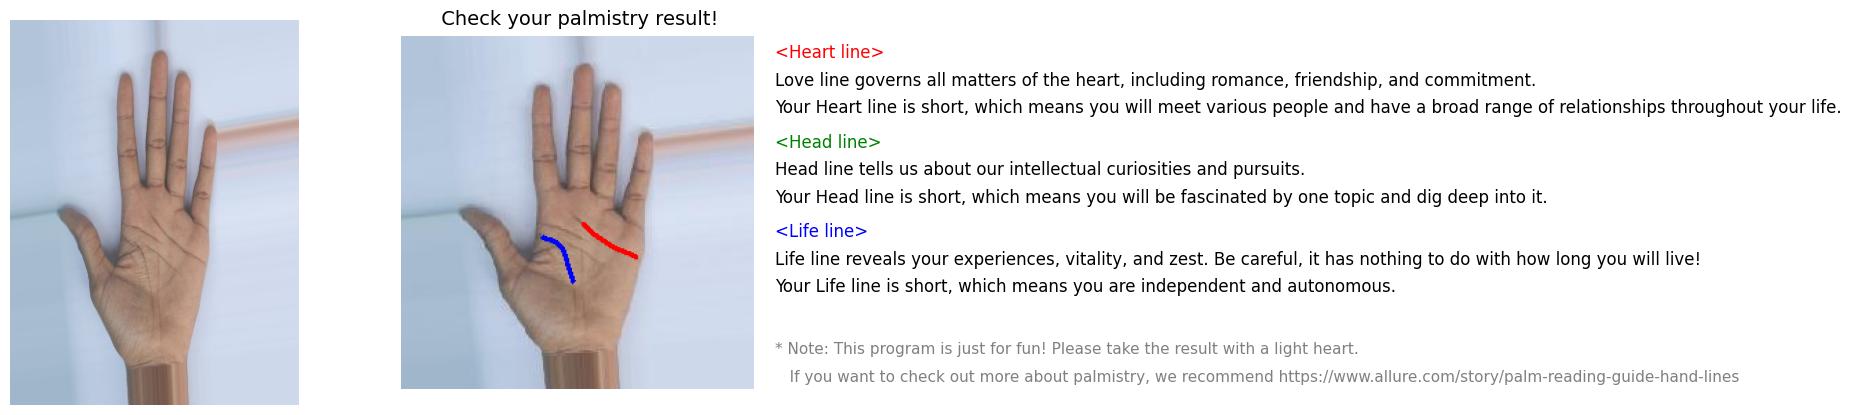 Check your palmistry result!
<Heart line>
Love line governs all matters of the heart, including romance, friendship, and commitment.
Your Heart line is short, which means you will meet various people and have a broad range of relationships throughout your life.
<Head line>
Head line tells us about our intellectual curiosities and pursuits.
Your Head line is short, which means you will be fascinated by one topic and dig deep into it.
<Life line>
Life line reveals your experiences, vitality, and zest. Be careful, it has nothing to do with how long you will live!
Your Life line is short, which means you are independent and autonomous.
* Note: This program is just for fun! Please take the result with a light heart.
If you want to check out more about palmistry, we recommend https://www.allure.com/story/palm-reading-guide-hand-lines